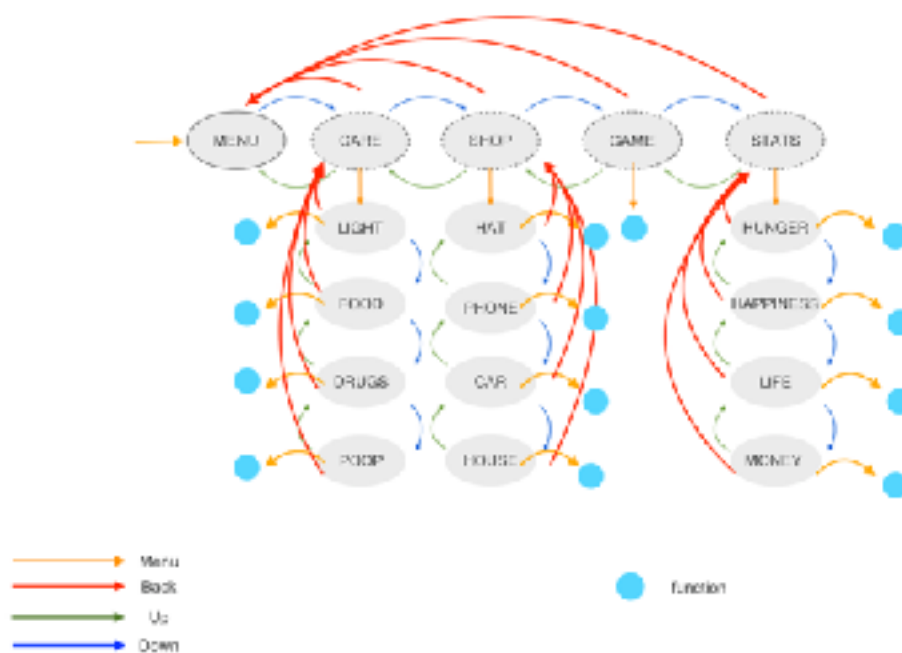 MENU CARE SHOP GAME STATS
LIGHT HAT HUNGER
FOOD PHONE HAPPINESS
DRUGS CAR LIFE
POOP HOUSE MONEY
Menu
Back function
Up
Down